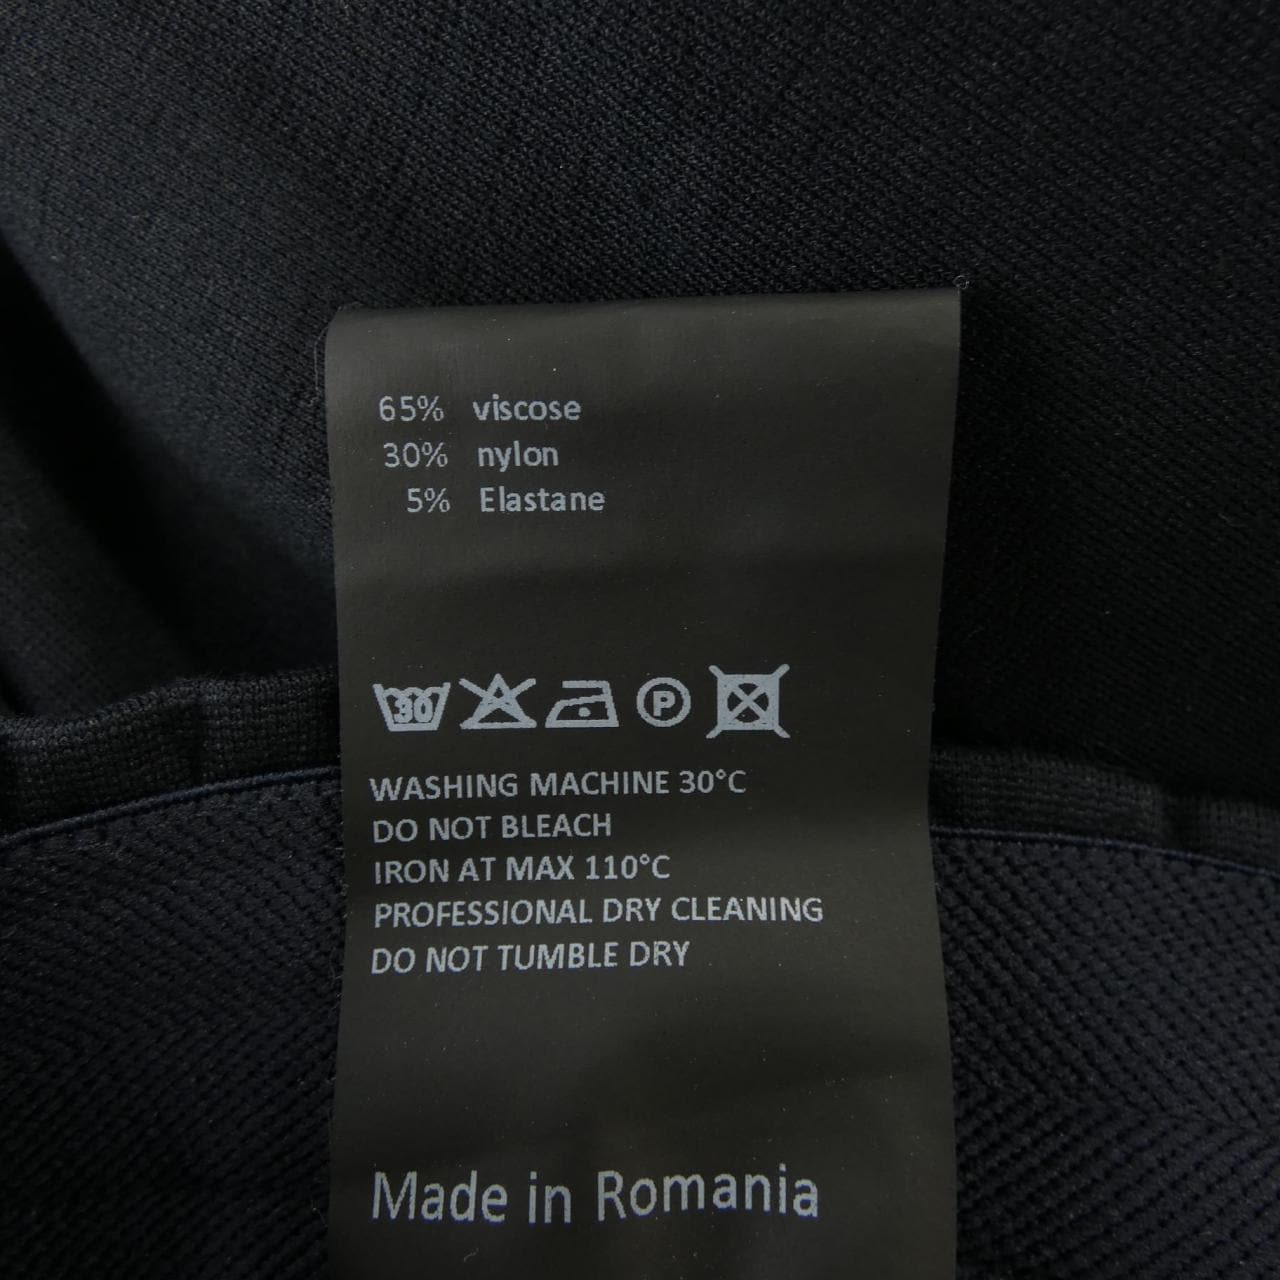 65% viscose
30% nylon
5% Elastane
30 P
WASHING MACHINE 30°C
DO NOT BLEACH
IRON AT MAX 110°C
PROFESSIONAL DRY CLEANING
DO NOT TUMBLE DRY
Made in Romania